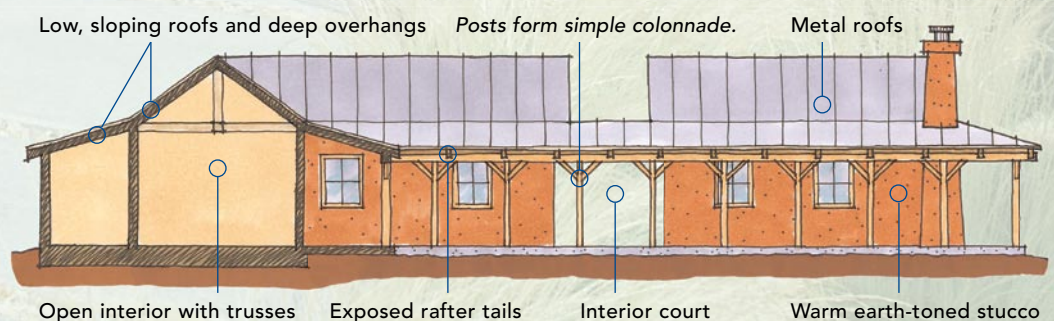 Low, sloping roofs and deep overhangs
Posts form simple colonnade.
Metal roofs
Open interior with trusses
Exposed rafter tails
Interior court
Warm earth-toned stucco